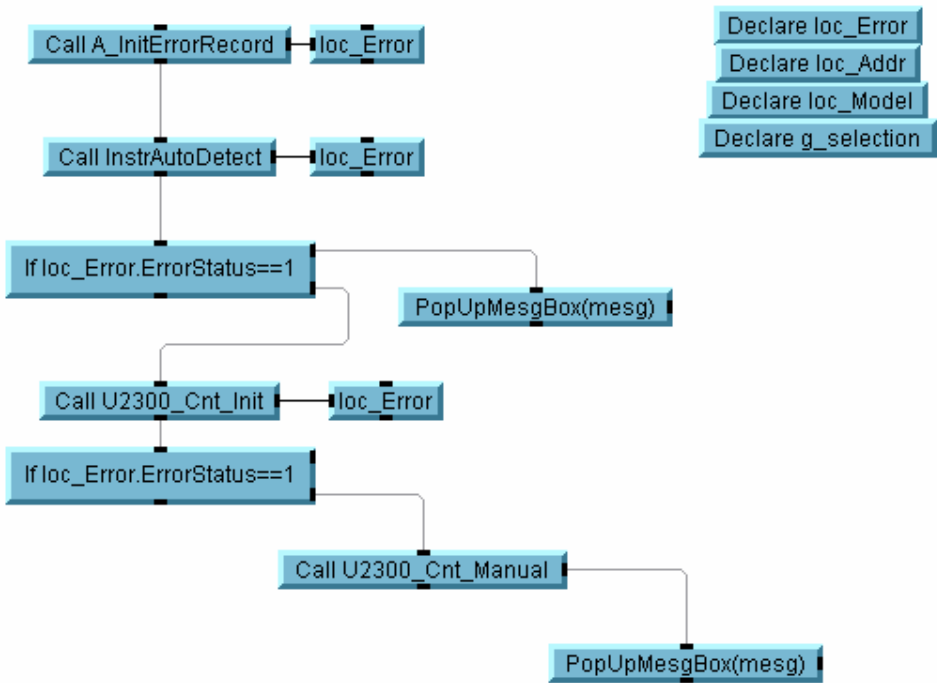 Call A_InitErrorRecord
loc_Error
Declare loc_Error
Declare loc_Addr
Declare loc_Model
Declare g_selection
Call InstrAutoDetect
loc_Error
If loc_Error.ErrorStatus==1
PopUpMesgBox(mesg)
Call U2300_Cnt_Init
loc_Error
If loc_Error.ErrorStatus==1
Call U2300_Cnt_Manual
PopUpMesgBox(mesg)